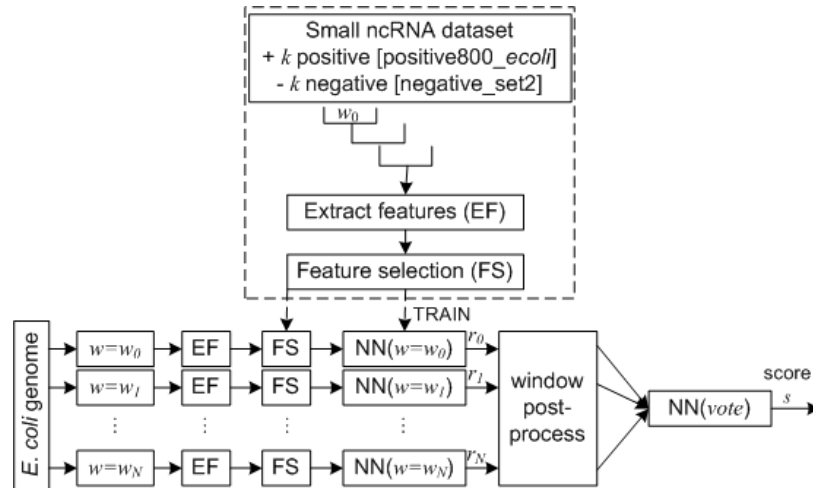 Small ncRNA dataset
+ k positive [positive800_ecoli]
- k negative [negative_set2]
w0
Extract features (EF)
Feature selection (FS)
TRAIN
E. coli genome
w=w0 EF FS NN(w=w0) r0
w=w1 EF FS NN(w=w1) r1
⋮ ⋮ ⋮ ⋮
w=wN EF FS NN(w=wN) rN
window
post-
process
NN(vote)
score
s